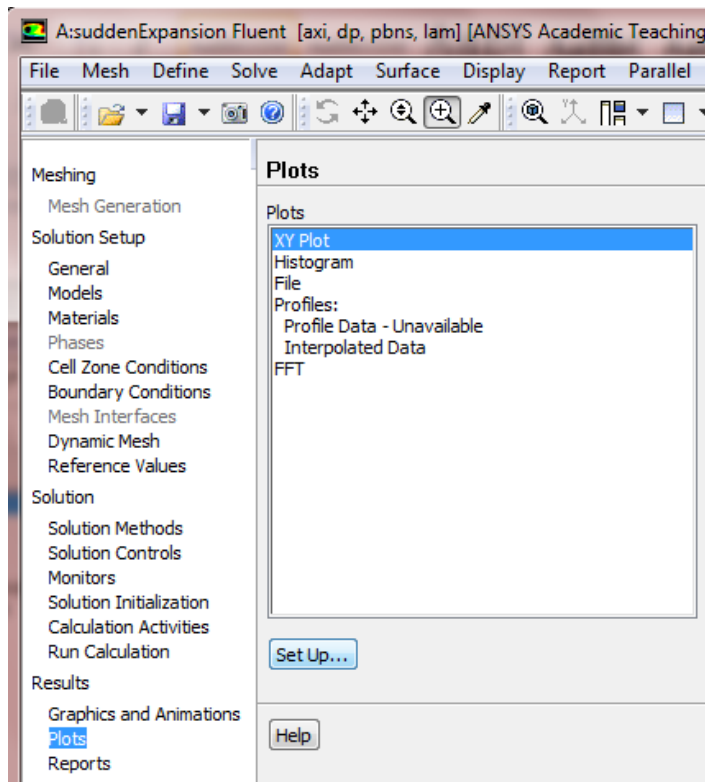 A:suddenExpansion Fluent [axi, dp, pbns, lam] [ANSYS Academic Teaching
File Mesh Define Solve Adapt Surface Display Report Parallel
Meshing
Mesh Generation
Solution Setup
General
Models
Materials
Phases
Cell Zone Conditions
Boundary Conditions
Mesh Interfaces
Dynamic Mesh
Reference Values
Solution
Solution Methods
Solution Controls
Monitors
Solution Initialization
Calculation Activities
Run Calculation
Results
Graphics and Animations
Plots
Reports
Plots
Plots
XY Plot
Histogram
File
Profiles:
Profile Data - Unavailable
Interpolated Data
FFT
Set Up...
Help